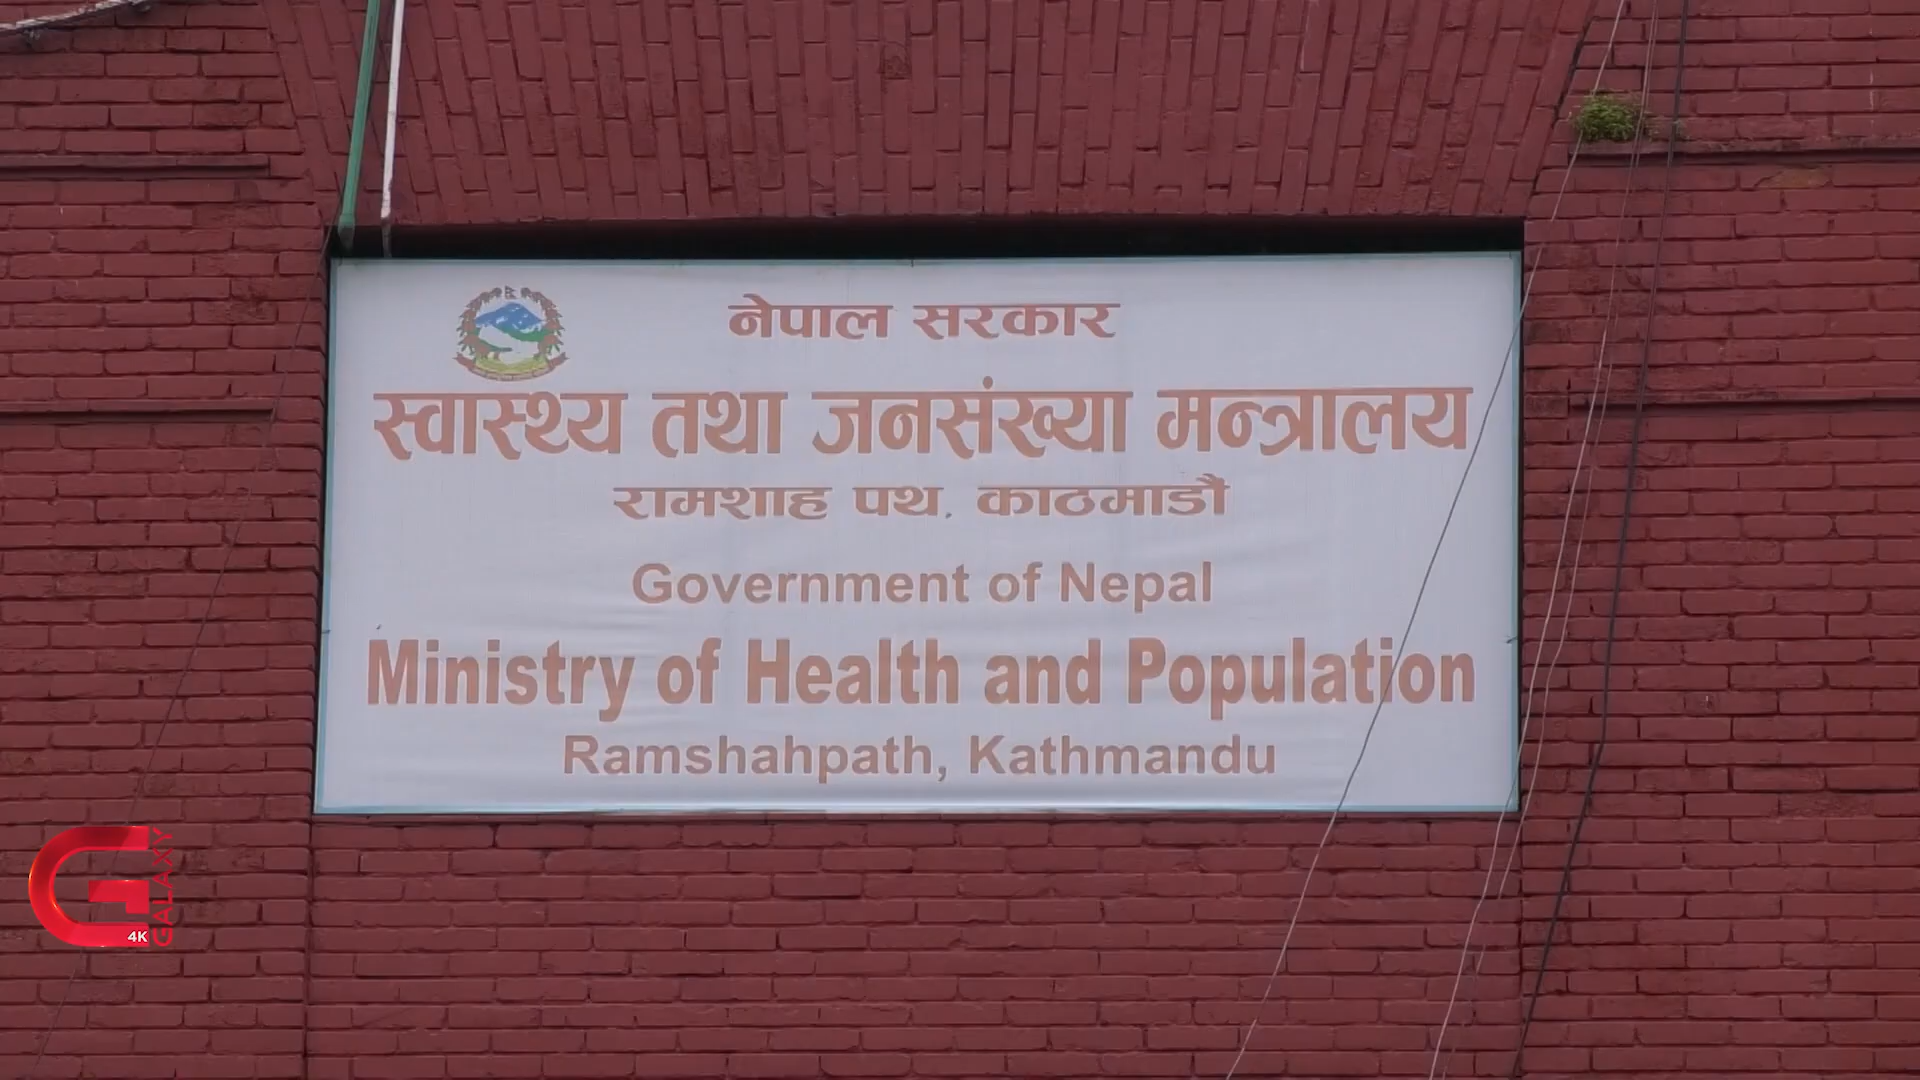 नेपाल सरकार
स्वास्थ्य तथा जनसंख्या मन्त्रालय
रामशाह पथ, काठमाडौं
Government of Nepal
Ministry of Health and Population
Ramshahpath, Kathmandu
GALAXY
4K